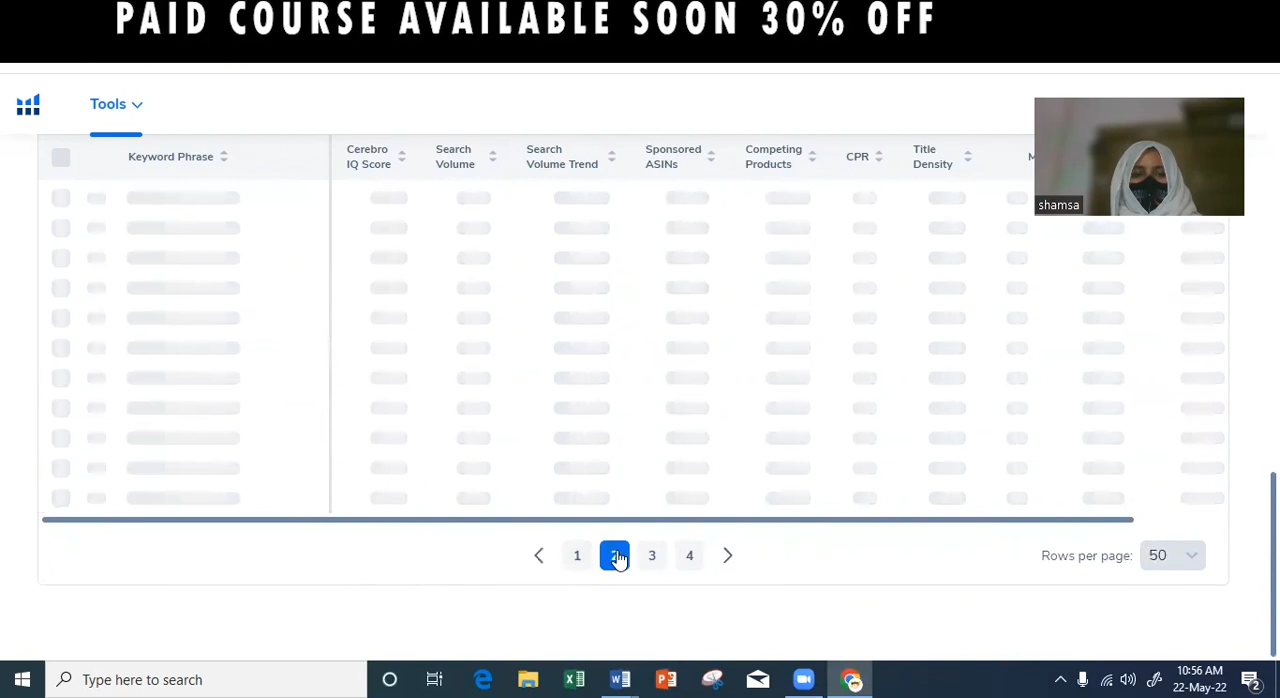 PAID COURSE AVAILABLE SOON 30% OFF
Tools
Keyword Phrase
Cerebro
IQ Score
Search
Volume
Search
Volume Trend
Sponsored
ASINs
Competing
Products
CPR
Title
Density
M
shamsa
1
2
3
4
Rows per page: 50
Type here to search
10:56 AM
22-May-22
2